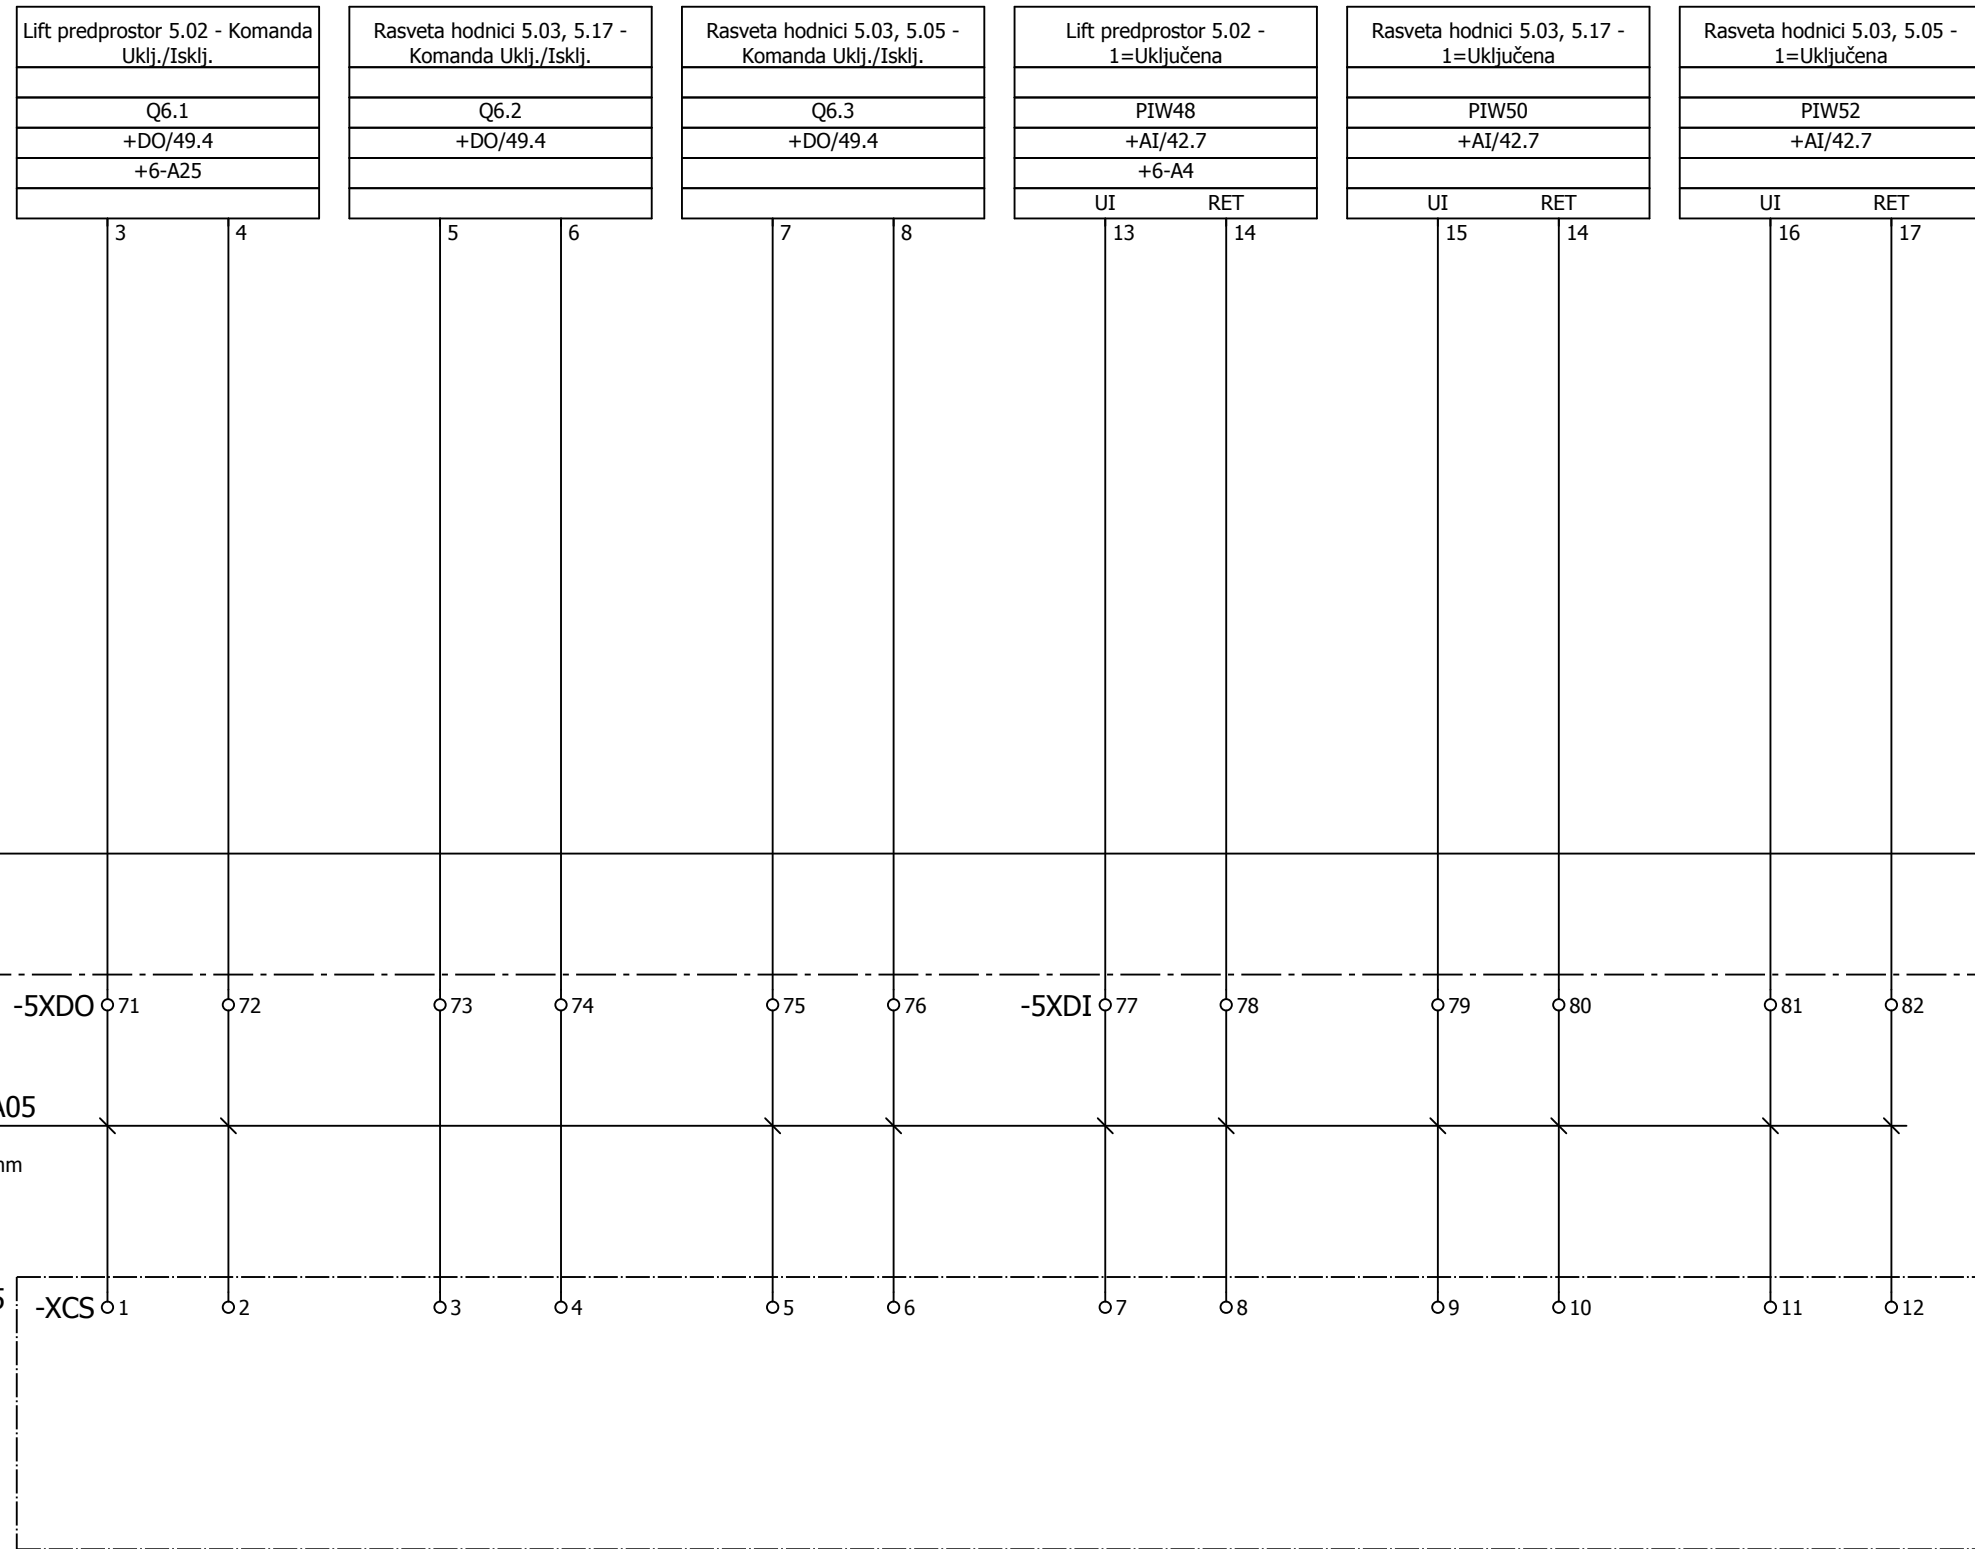 Lift predprostor 5.02 - Komanda
Uklj./Isklj.
Q6.1
+DO/49.4
+6-A25
3 4
Rasveta hodnici 5.03, 5.17 -
Komanda Uklj./Isklj.
Q6.2
+DO/49.4
5 6
Rasveta hodnici 5.03, 5.05 -
Komanda Uklj./Isklj.
Q6.3
+DO/49.4
7 8
Lift predprostor 5.02 -
1=Uključena
PIW48
+AI/42.7
+6-A4
UI RET
13 14
Rasveta hodnici 5.03, 5.17 -
1=Uključena
PIW50
+AI/42.7
UI RET
15 14
Rasveta hodnici 5.03, 5.05 -
1=Uključena
PIW52
+AI/42.7
UI RET
16 17
-5XDO 71 72 73 74 75 76 -5XDI 77 78 79 80 81 82
A05
-XCS 1 2 3 4 5 6 7 8 9 10 11 12